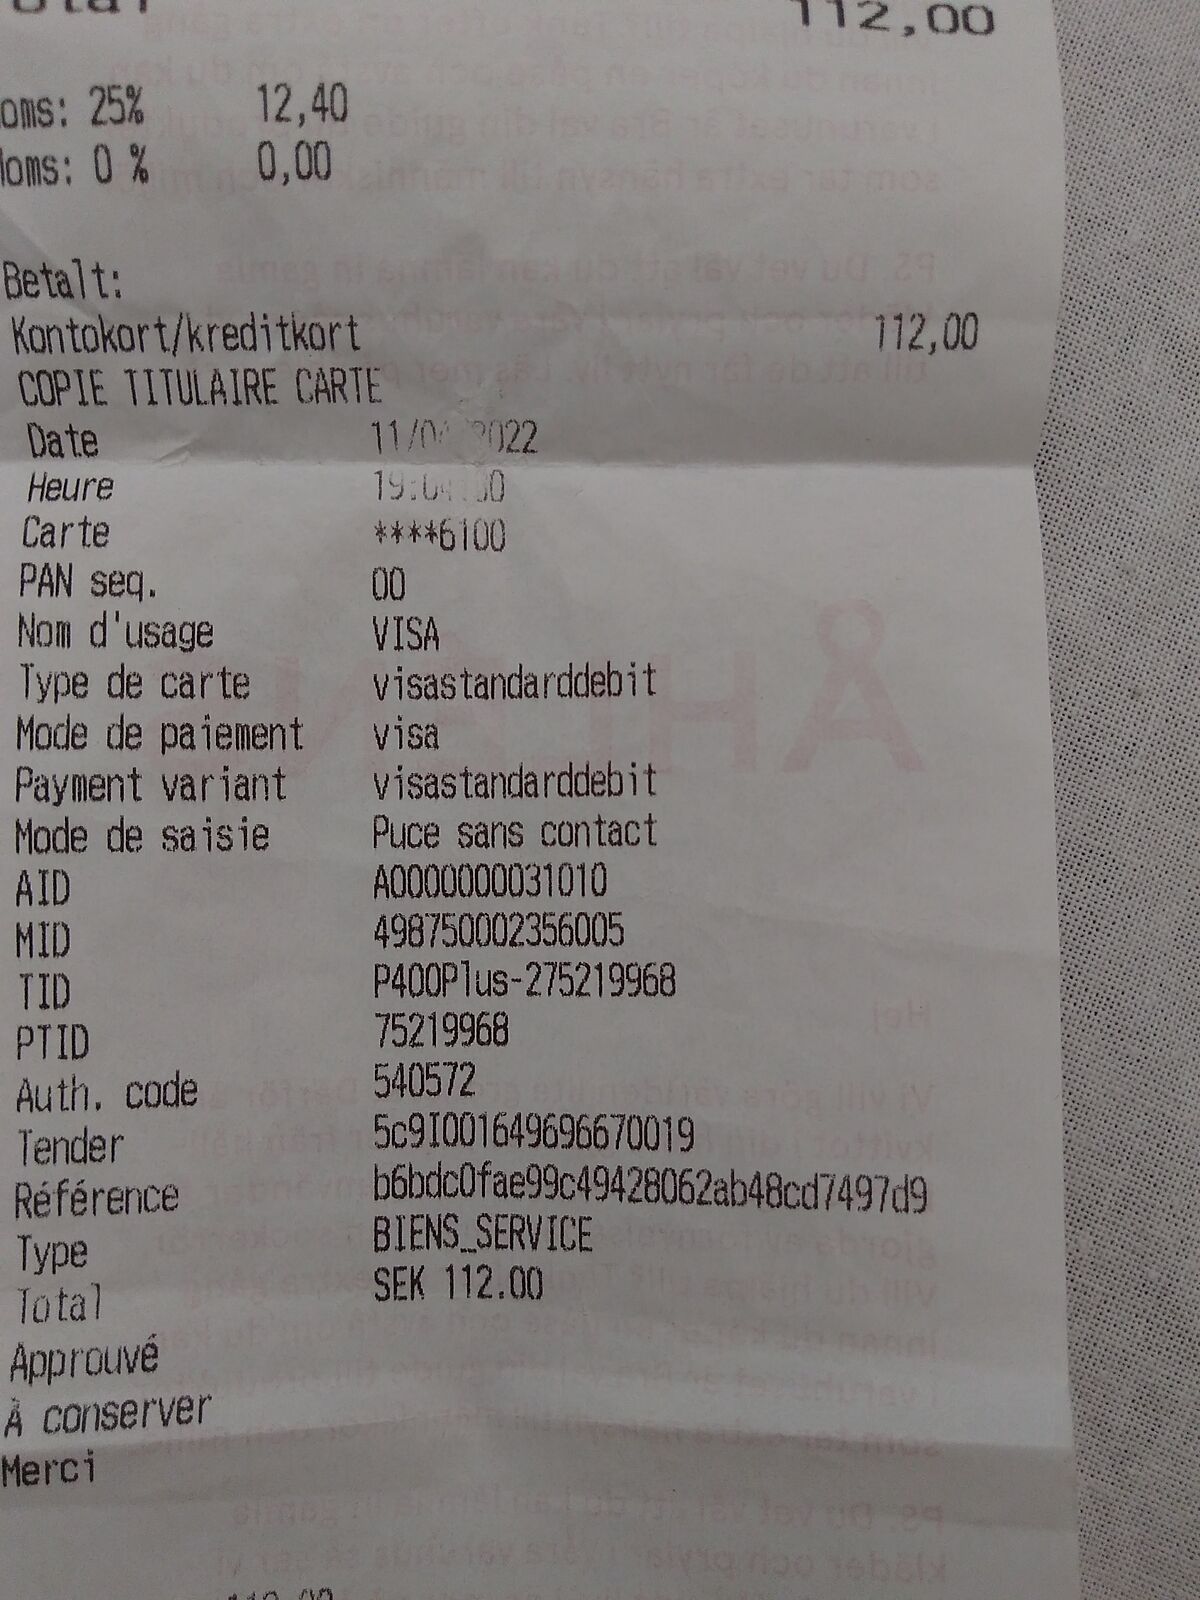 112,00
25% 12,40
0 % 0,00
Betalt:
Kontokort/kreditkort 112,00
COPIE TITULAIRE CARTE
Date
Heure
Carte ****6100
PAN seq. 00
Nom d'usage VISA
Type de carte visastandarddebit
Mode de paiement visa
Payment variant visastandarddebit
Mode de saisie Puce sans contact
AID A0000000031010
MID 498750002356005
TID P400Plus-275219968
PTID 75219968
Auth. code 540572
Tender 5c9I001649696670019
Référence b6bdc0fae99c49428062ab48cd7497d9
Type BIENS_SERVICE
Total SEK 112.00
Approuvé
À conserver
Merci